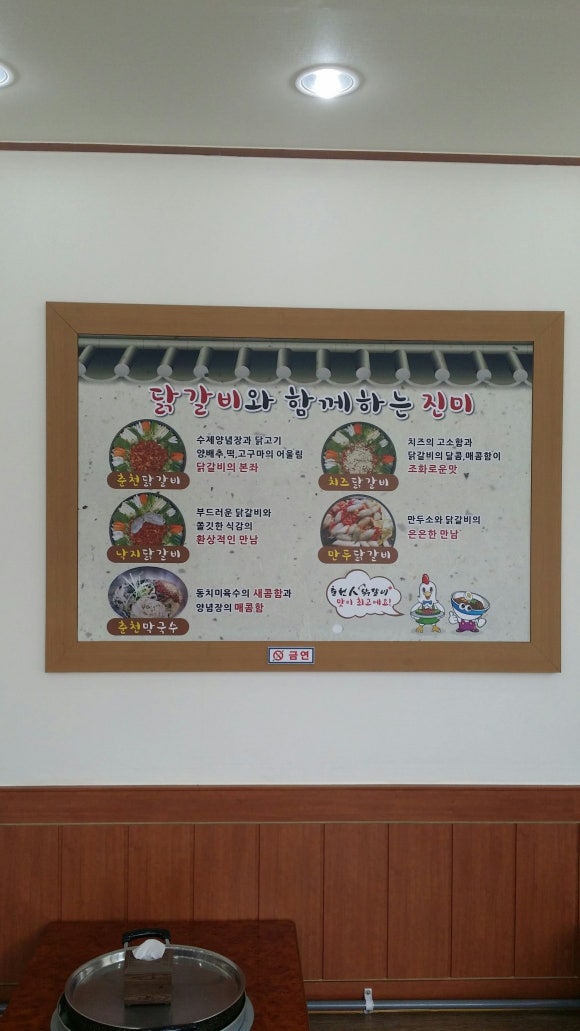 닭갈비와 함께하는 진미
수제양념장과 닭고기
양배추,떡,고구마의 어울림
닭갈비의 본좌
춘천닭갈비
치즈의 고소함과
닭갈비의 달콤,매콤함이
조화로운맛
치즈닭갈비
부드러운 닭갈비와
쫄깃한 식감의
환상적인 만남
낙지닭갈비
만두소와 닭갈비의
은은한 만남
만두닭갈비
동치미육수의 새콤함과
양념장의 매콤함
춘천막국수
닭갈비
맛이 최고예요!
금연